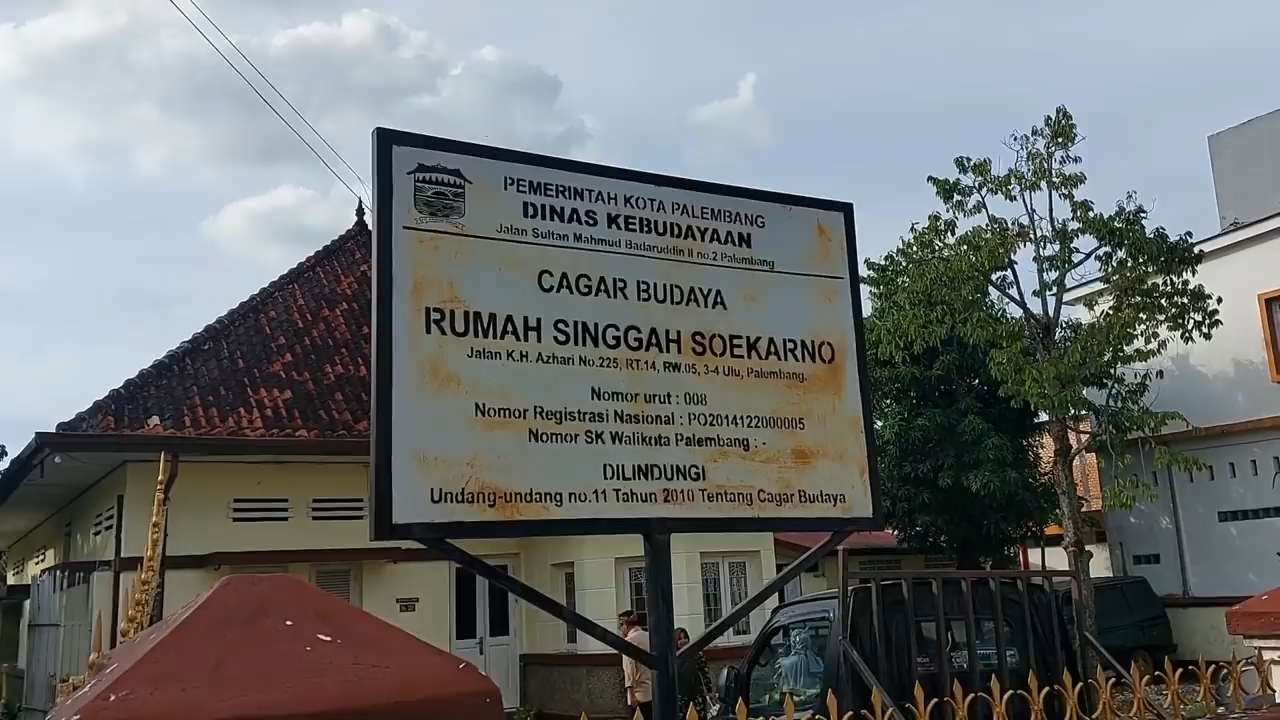 PEMERINTAH KOTA PALEMBANG
DINAS KEBUDAYAAN
Jalan Sultan Mahmud Badaruddin II no.2 Palembang
CAGAR BUDAYA
RUMAH SINGGAH SOEKARNO
Jalan K.H. Azhari No.225, RT.14, RW.05, 3-4 Ulu, Palembang.
Nomor urut : 008
Nomor Registrasi Nasional : PO2014122000005
Nomor SK Walikota Palembang : -
DILINDUNGI
Undang-undang no.11 Tahun 2010 Tentang Cagar Budaya